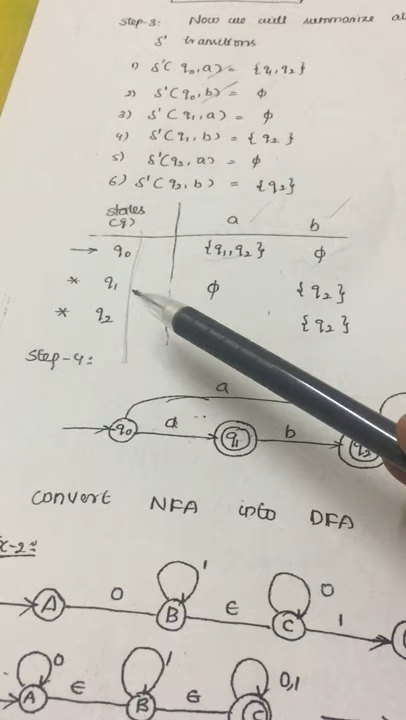 Step-3: Now we will summarize al
δ' transitions
1) δ'(q0,a) = {q1,q2}
2) δ'(q0,b) = ϕ
3) δ'(q1,a) = ϕ
4) δ'(q1,b) = {q2}
5) δ'(q2,a) = ϕ
6) δ'(q2,b) = {q2}
states (q) a b
→ q0 {q1,q2} ϕ
* q1 ϕ {q2}
* q2 {q2}
Step-4:
a
q0 a q1 b
convert NFA into DFA
x-2:
A 0 B 1 ϵ C 0 1
A 0 ϵ B 1 ϵ C 0,1